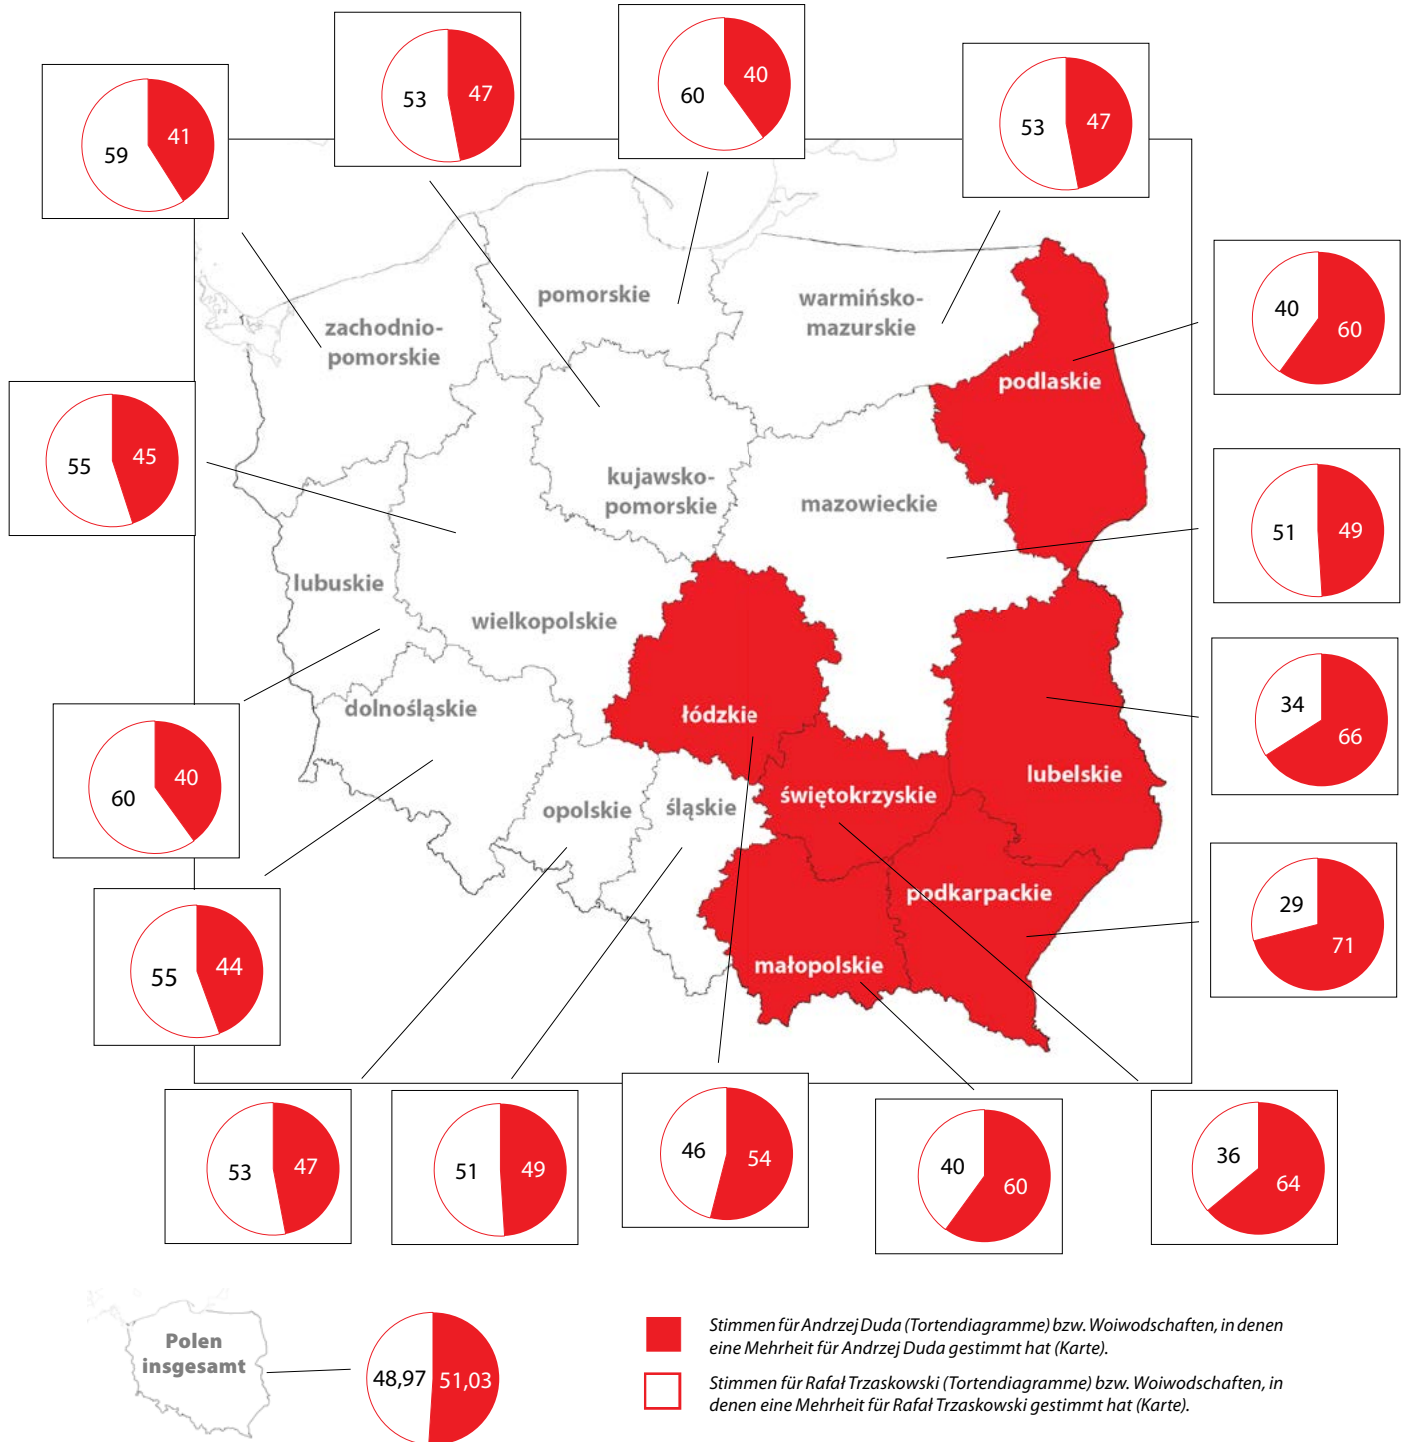 53
47
60
40
53
47
59
41
pomorskie
warmińsko-
mazurskie
zachodnio-
pomorskie
40
60
podlaskie
55
45
kujawsko-
pomorskie
mazowieckie
51
49
lubuskie
wielkopolskie
34
66
dolnośląskie
łódzkie
lubelskie
60
40
opolskie
śląskie
świętokrzyskie
podkarpackie
29
71
55
44
małopolskie
53
47
51
49
46
54
40
60
36
64
Polen
insgesamt
48,97
51,03
Stimmen für Andrzej Duda (Tortendiagramme) bzw. Woiwodschaften, in denen
eine Mehrheit für Andrzej Duda gestimmt hat (Karte).
Stimmen für Rafał Trzaskowski (Tortendiagramme) bzw. Woiwodschaften, in
denen eine Mehrheit für Rafał Trzaskowski gestimmt hat (Karte).